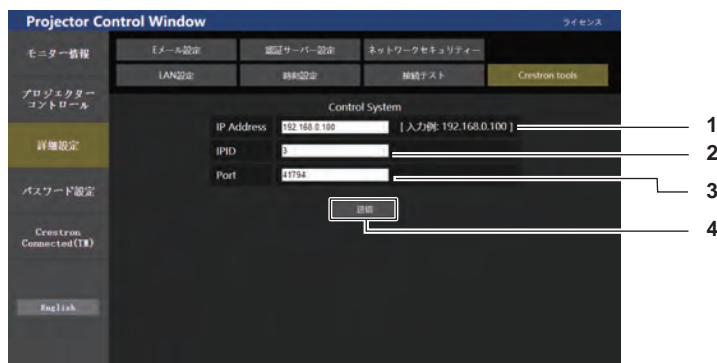 Projector Control Window
ライセンス
モニター情報
プロジェクター
コントロール
詳細設定
パスワード設定
Crestron
Connected(TM)
English
Eメール設定
認証サーバー設定
ネットワークセキュリティー
LAN設定
時刻設定
接続テスト
Crestron tools
Control System
IP Address
192.168.0.100
[ 入力例: 192.168.0.100 ]
IPID
3
Port
41794
送信
1
2
3
4